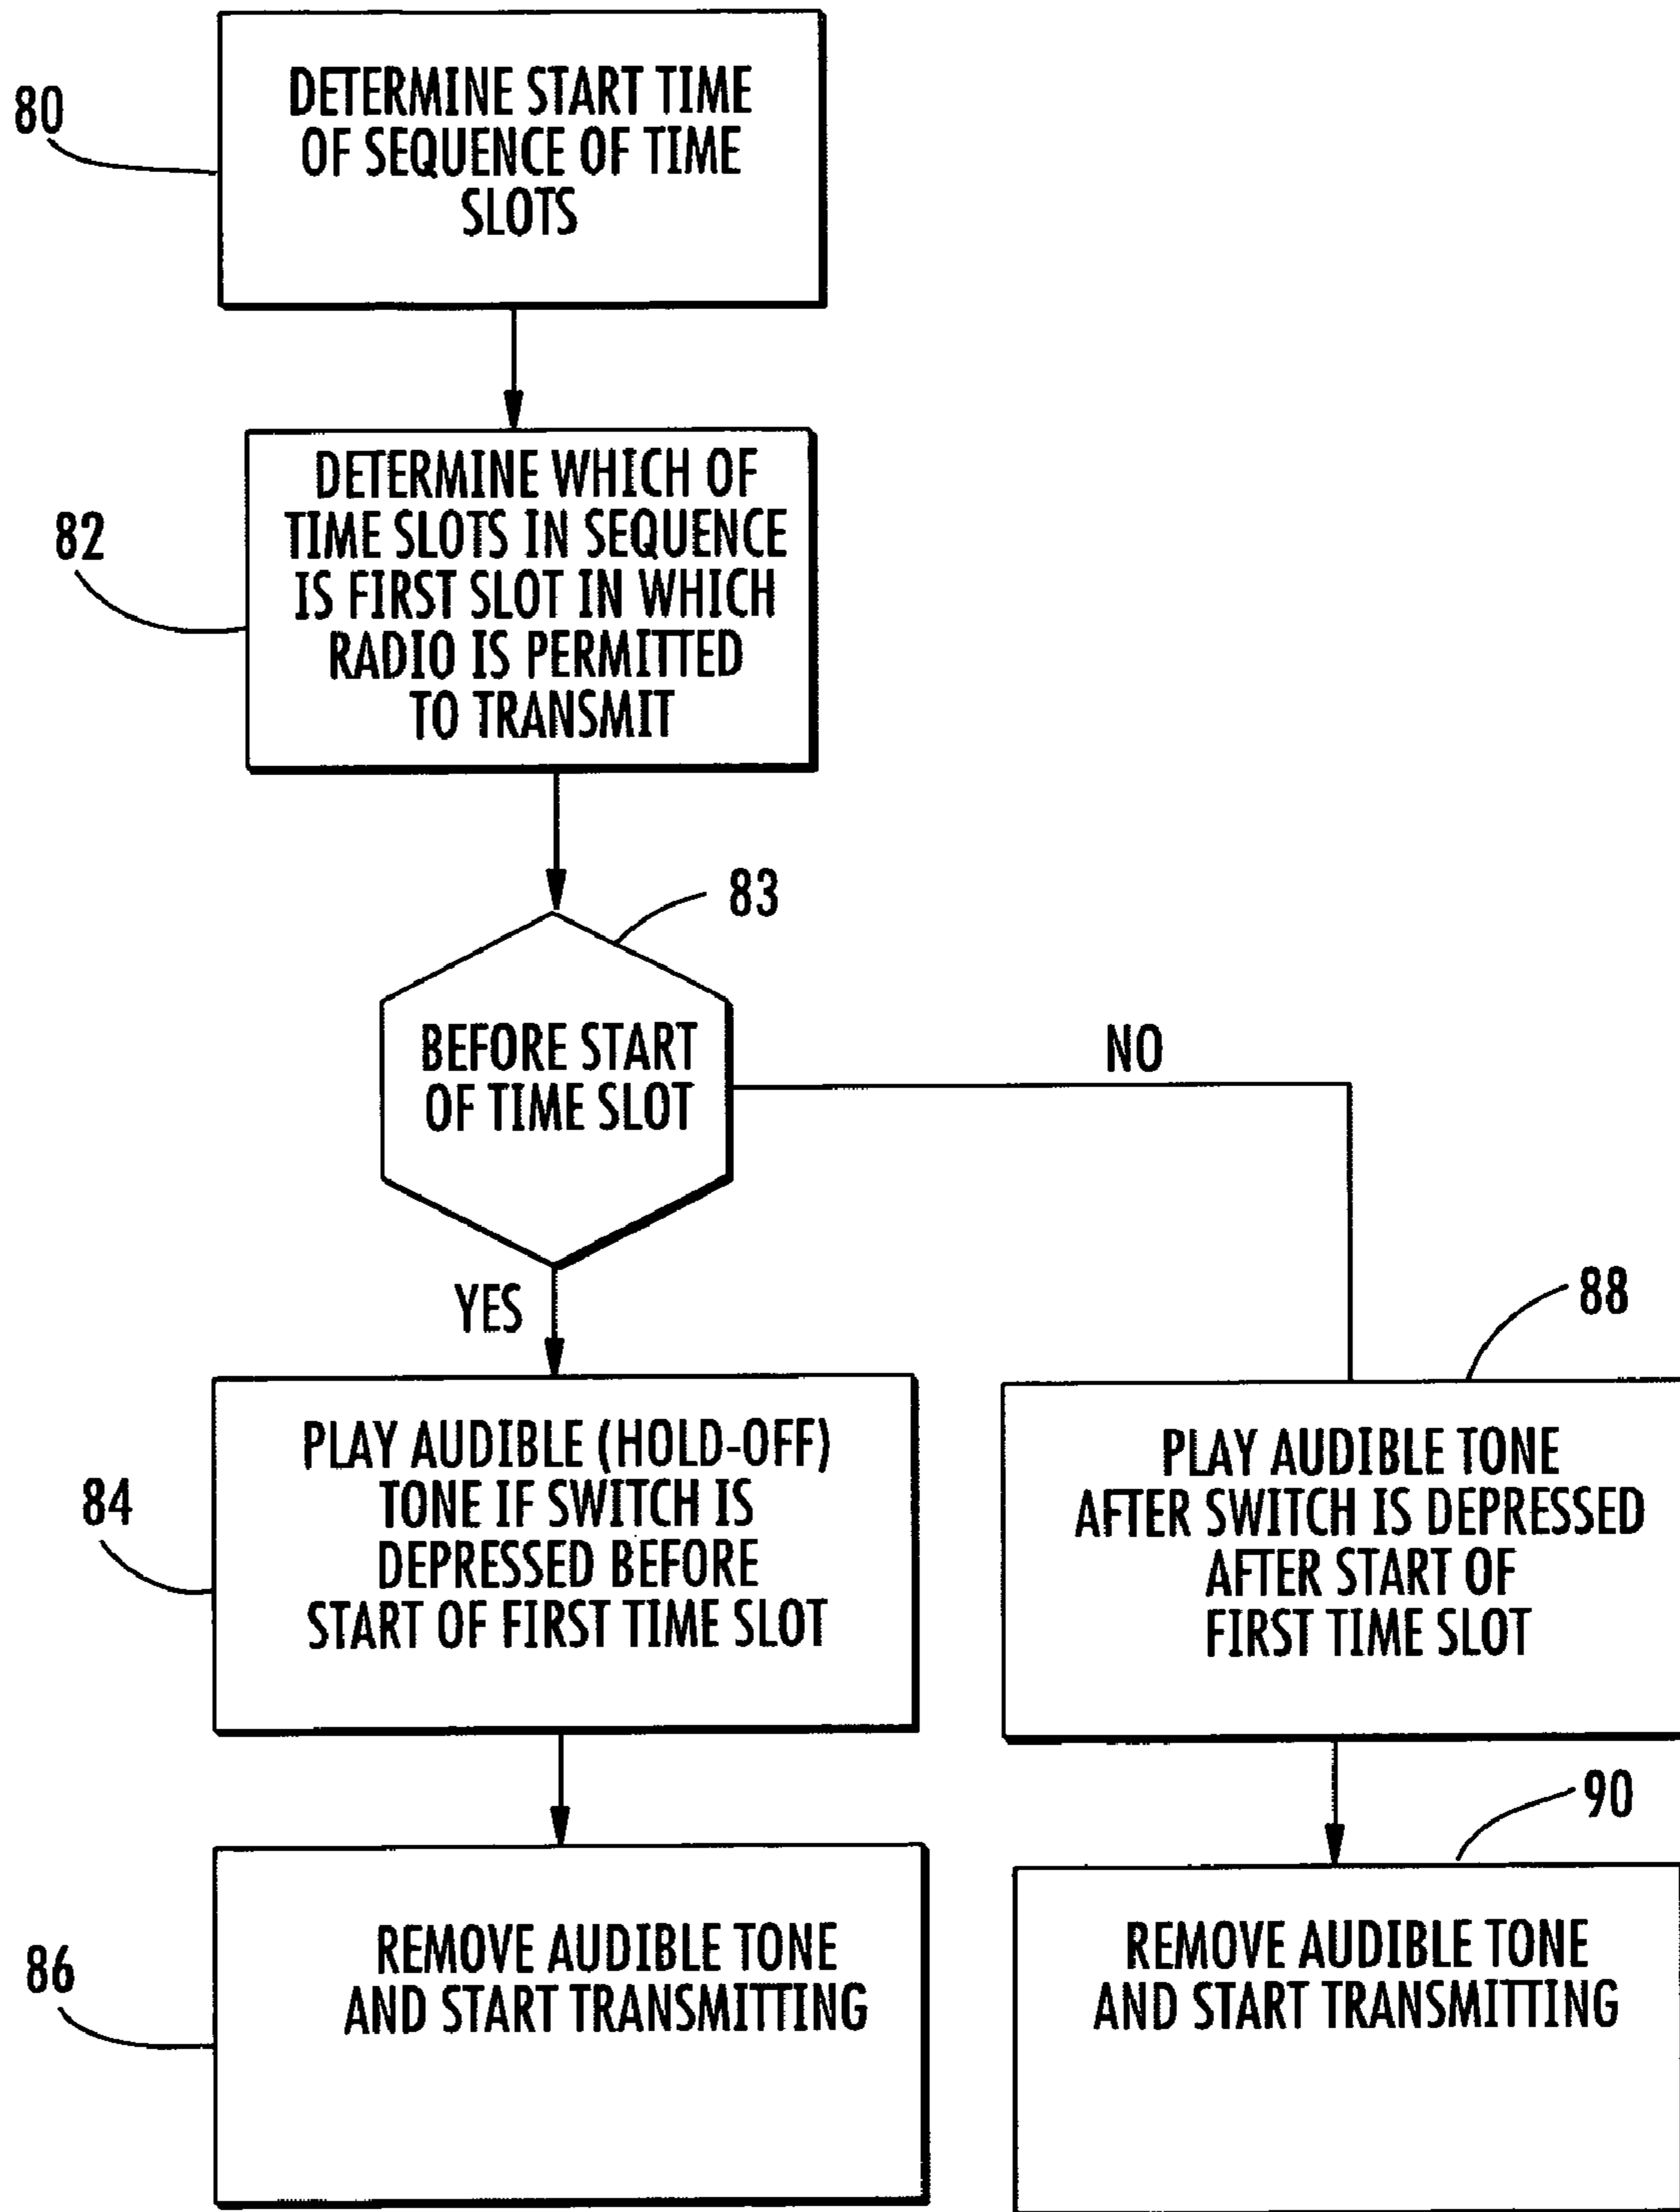 80
DETERMINE START TIME
OF SEQUENCE OF TIME
SLOTS
82
DETERMINE WHICH OF
TIME SLOTS IN SEQUENCE
IS FIRST SLOT IN WHICH
RADIO IS PERMITTED
TO TRANSMIT
83
BEFORE START
OF TIME SLOT
NO
YES
84
PLAY AUDIBLE (HOLD-OFF)
TONE IF SWITCH IS
DEPRESSED BEFORE
START OF FIRST TIME SLOT
88
PLAY AUDIBLE TONE
AFTER SWITCH IS DEPRESSED
AFTER START OF
FIRST TIME SLOT
86
REMOVE AUDIBLE TONE
AND START TRANSMITTING
90
REMOVE AUDIBLE TONE
AND START TRANSMITTING